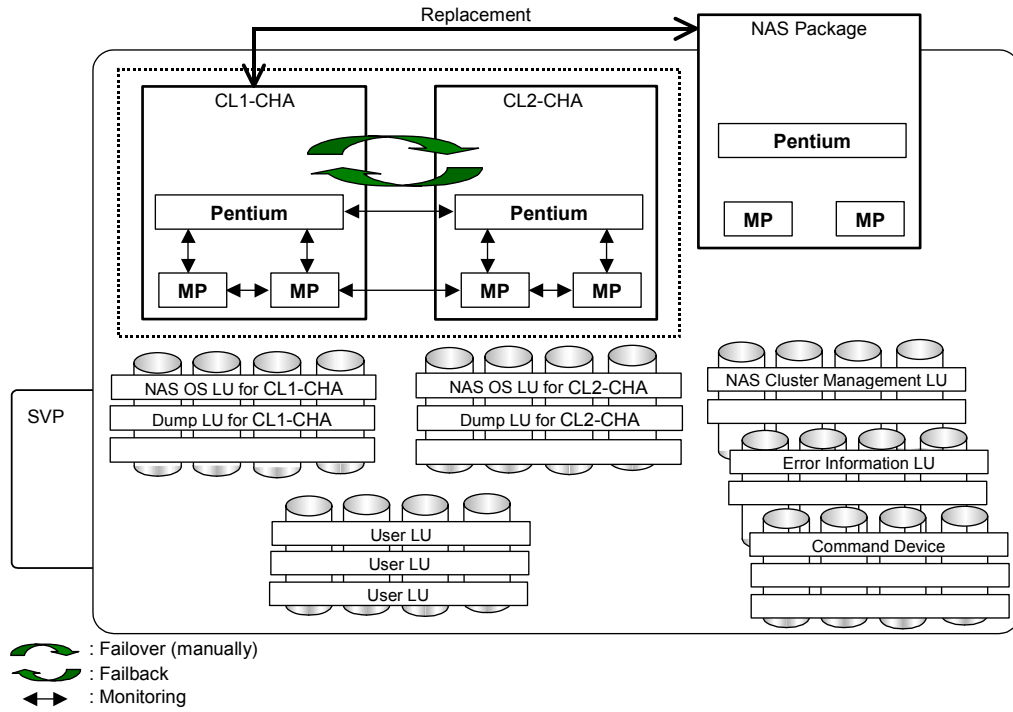 Replacement
NAS Package
CL1-CHA
CL2-CHA
Pentium
Pentium
Pentium
MP
MP
MP
MP
MP
MP
SVP
NAS OS LU for CL1-CHA
Dump LU for CL1-CHA
NAS OS LU for CL2-CHA
Dump LU for CL2-CHA
NAS Cluster Management LU
Error Information LU
Command Device
User LU
User LU
User LU
: Failover (manually)
: Failback
: Monitoring